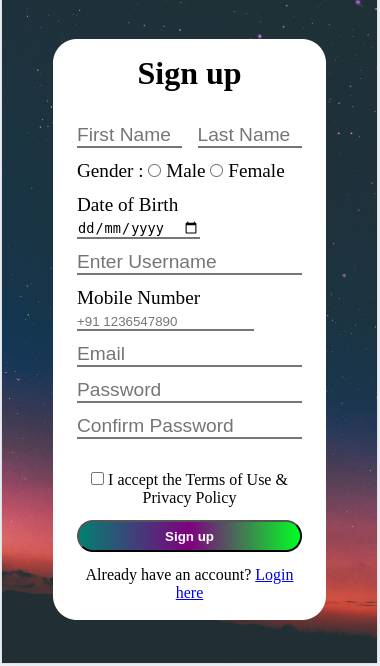 Sign up
First Name Last Name
Gender : Male Female
Date of Birth
dd/mm/yyyy
Enter Username
Mobile Number
+91 1236547890
Email
Password
Confirm Password
I accept the Terms of Use &
Privacy Policy
Sign up
Already have an account? Login
here